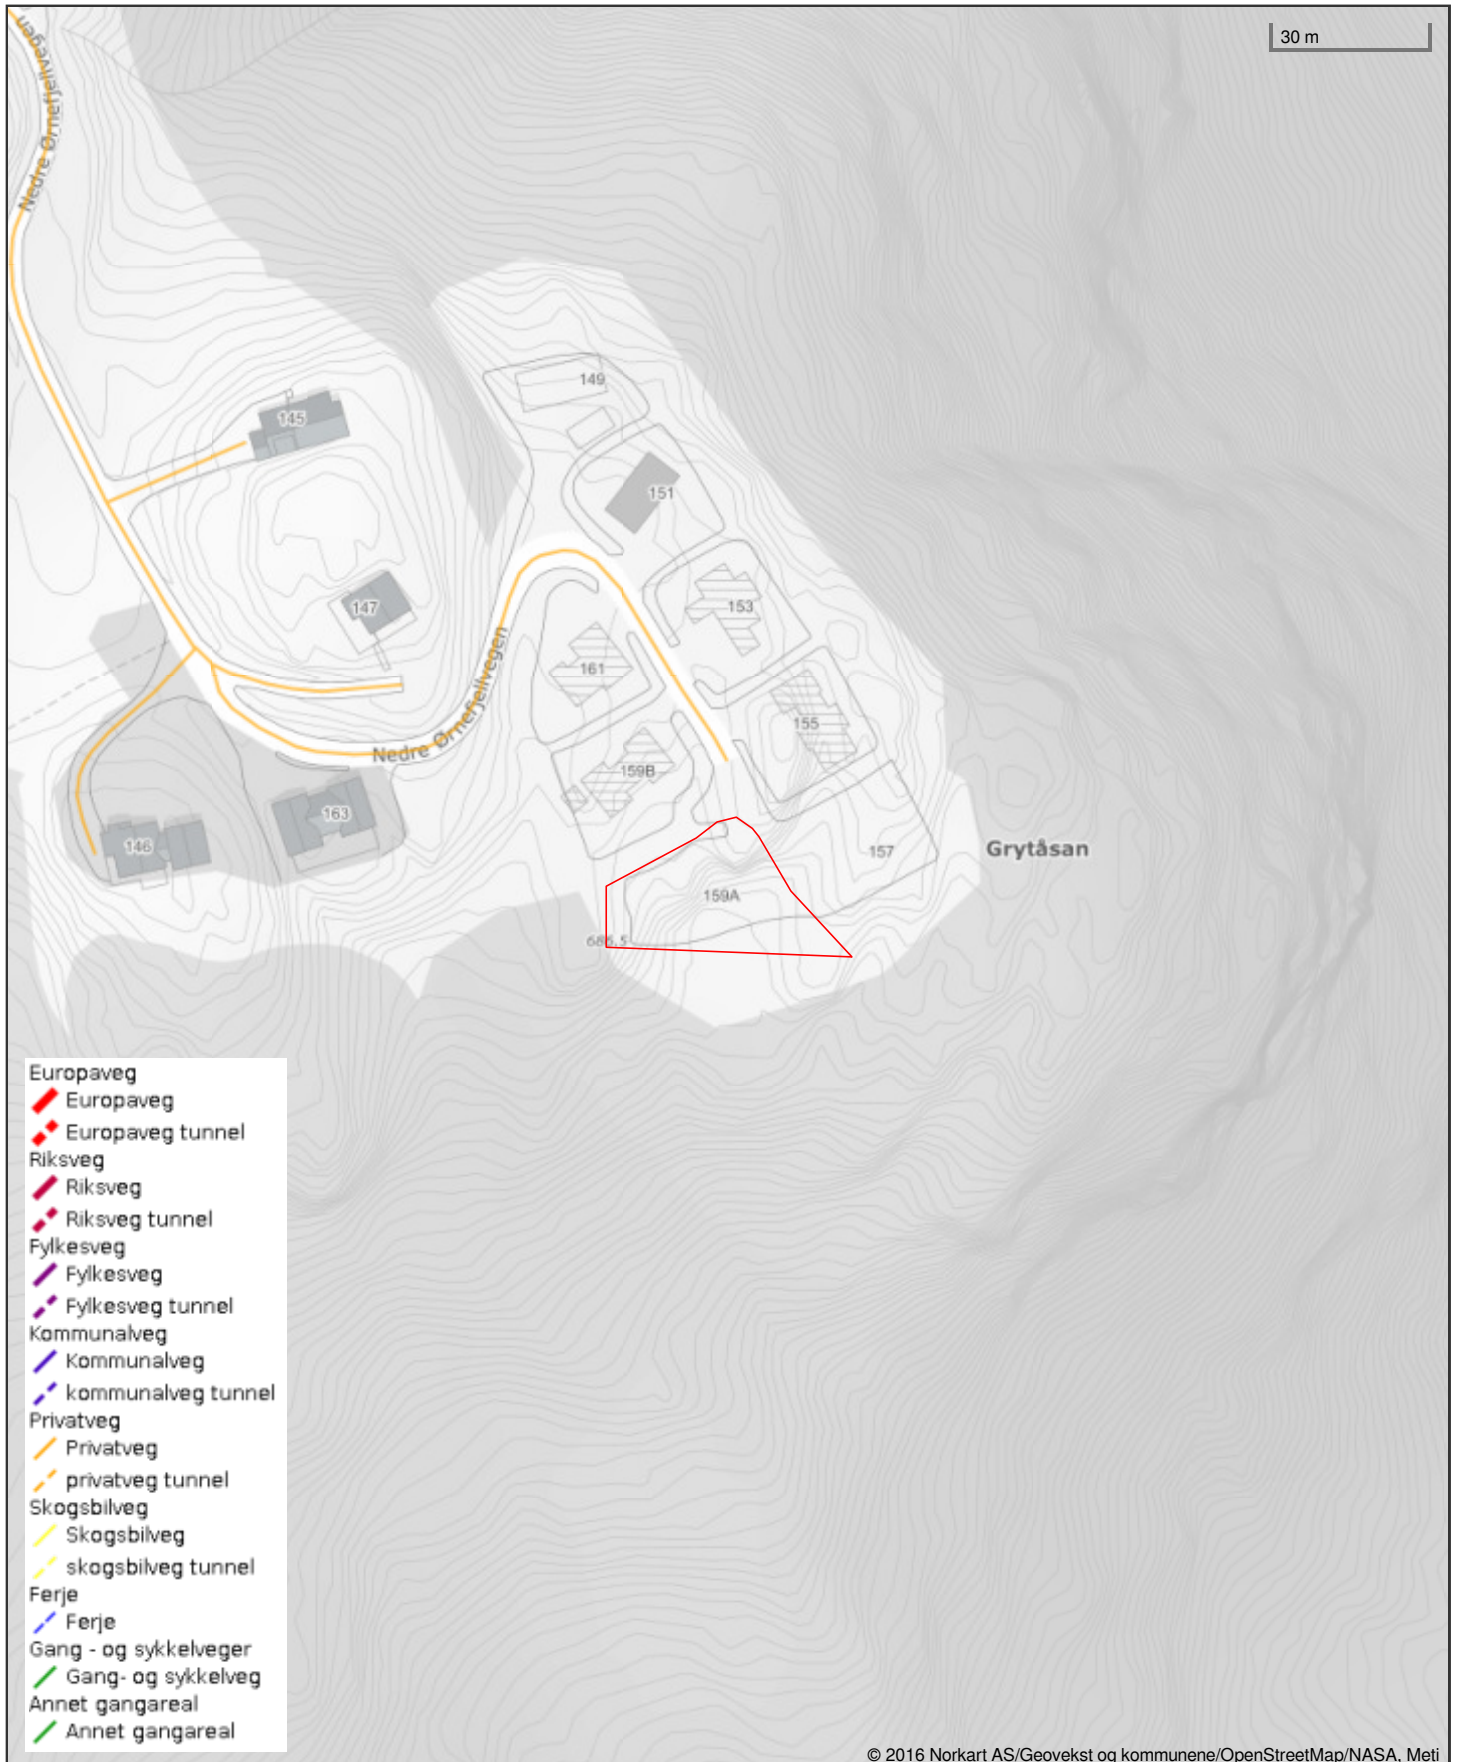 30 m
Nedre Ørnefjellvegen
149
145
151
153
147
161
155
Nedre Ørnefjellvegen
159B
163
146
157
Grytåsan
159A
686.5
Europaveg
Europaveg
Europaveg tunnel
Riksveg
Riksveg
Riksveg tunnel
Fylkesveg
Fylkesveg
Fylkesveg tunnel
Kommunalveg
Kommunalveg
kommunalveg tunnel
Privatveg
Privatveg
privatveg tunnel
Skogsbilveg
Skogsbilveg
skogsbilveg tunnel
Ferje
Ferje
Gang - og sykkelveger
Gang- og sykkelveg
Annet gangareal
Annet gangareal
© 2016 Norkart AS/Geovekst og kommunene/OpenStreetMap/NASA, Meti